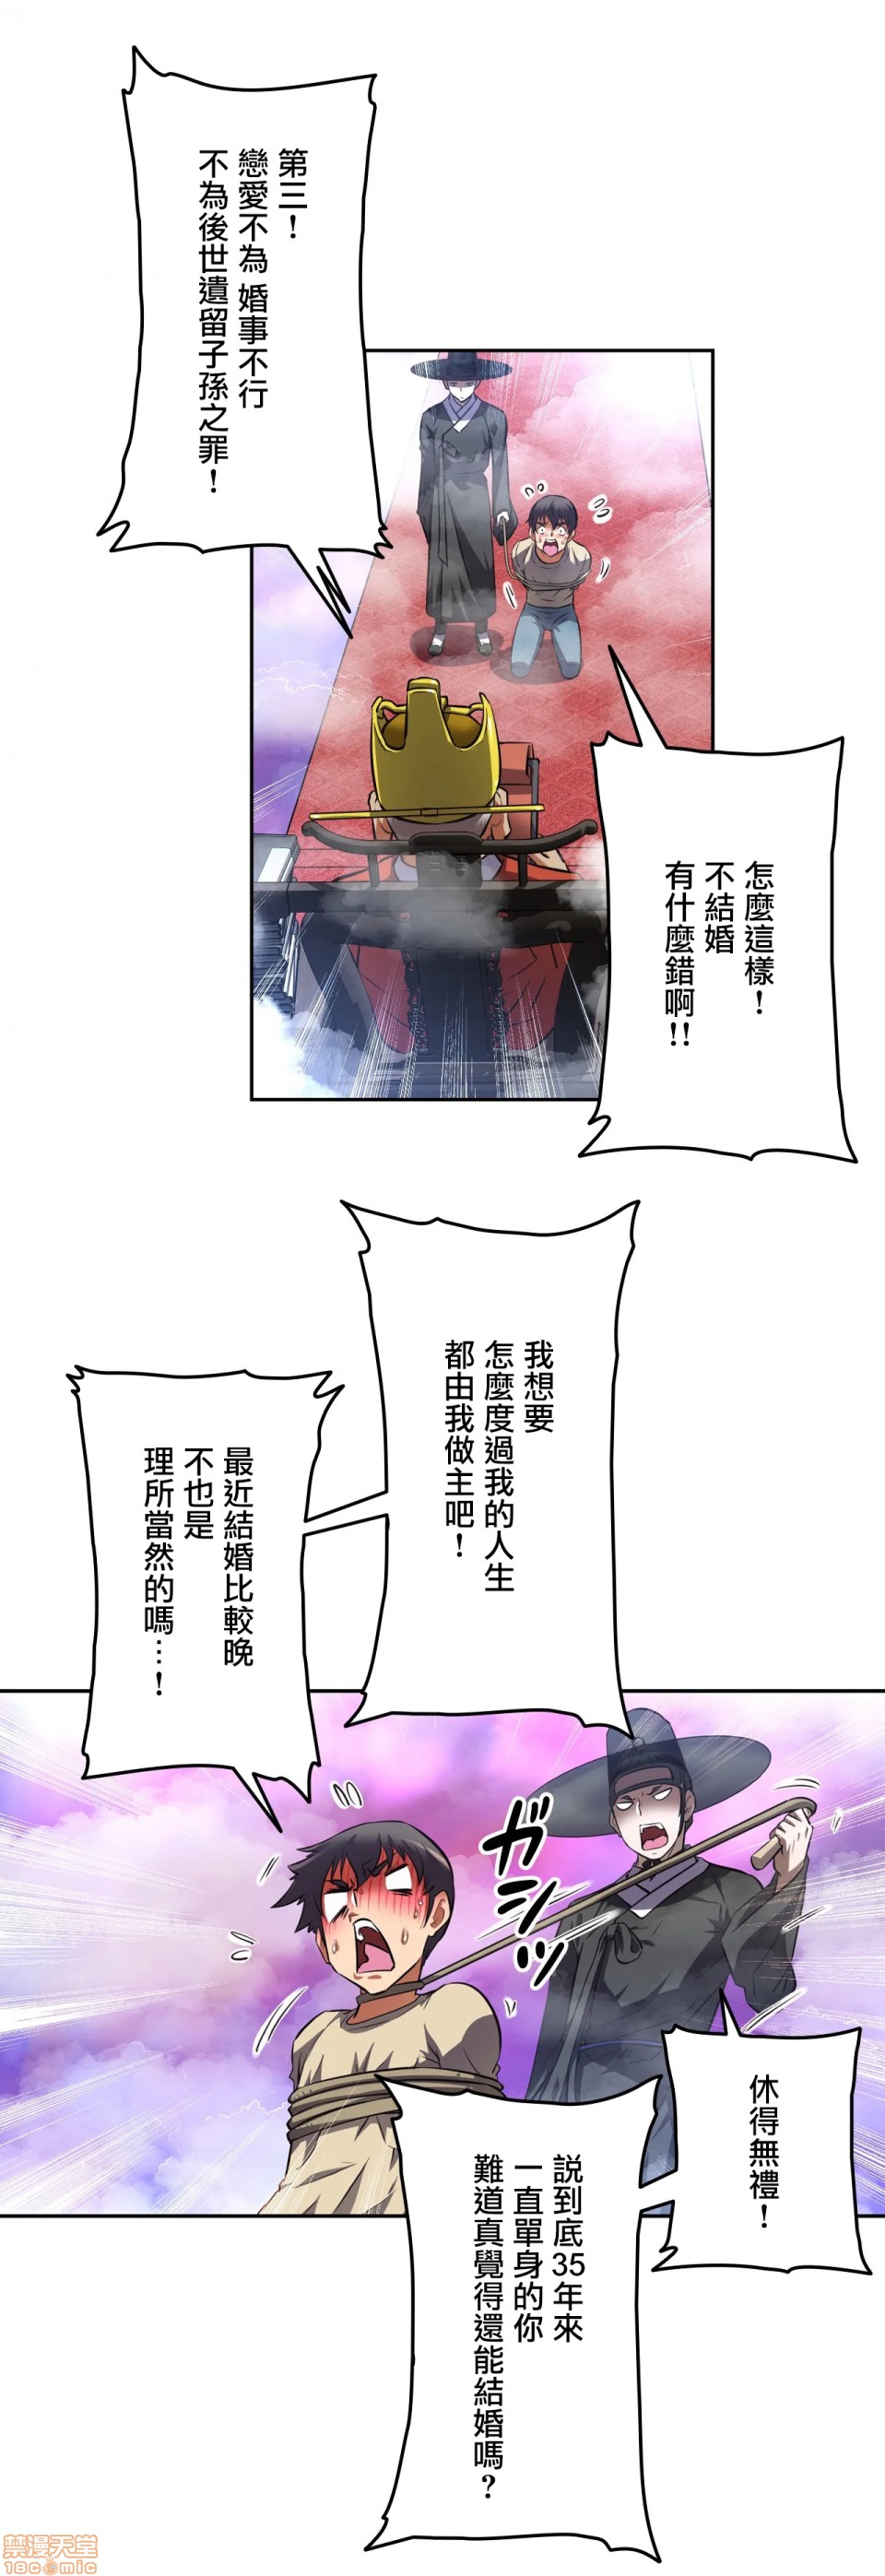 第三！
戀愛不為 婚事不行
不為後世遺留子孫之罪！
怎麼這樣！
不結婚
有什麼錯啊!!
我想要
怎麼度過我的人生
都由我做主吧！
最近結婚比較晚
不也是
理所當然的嗎…！
ガシッ
休得無禮！
說到底35年來
一直單身的你
難道真覺得還能結婚嗎？
禁漫天堂
18comic